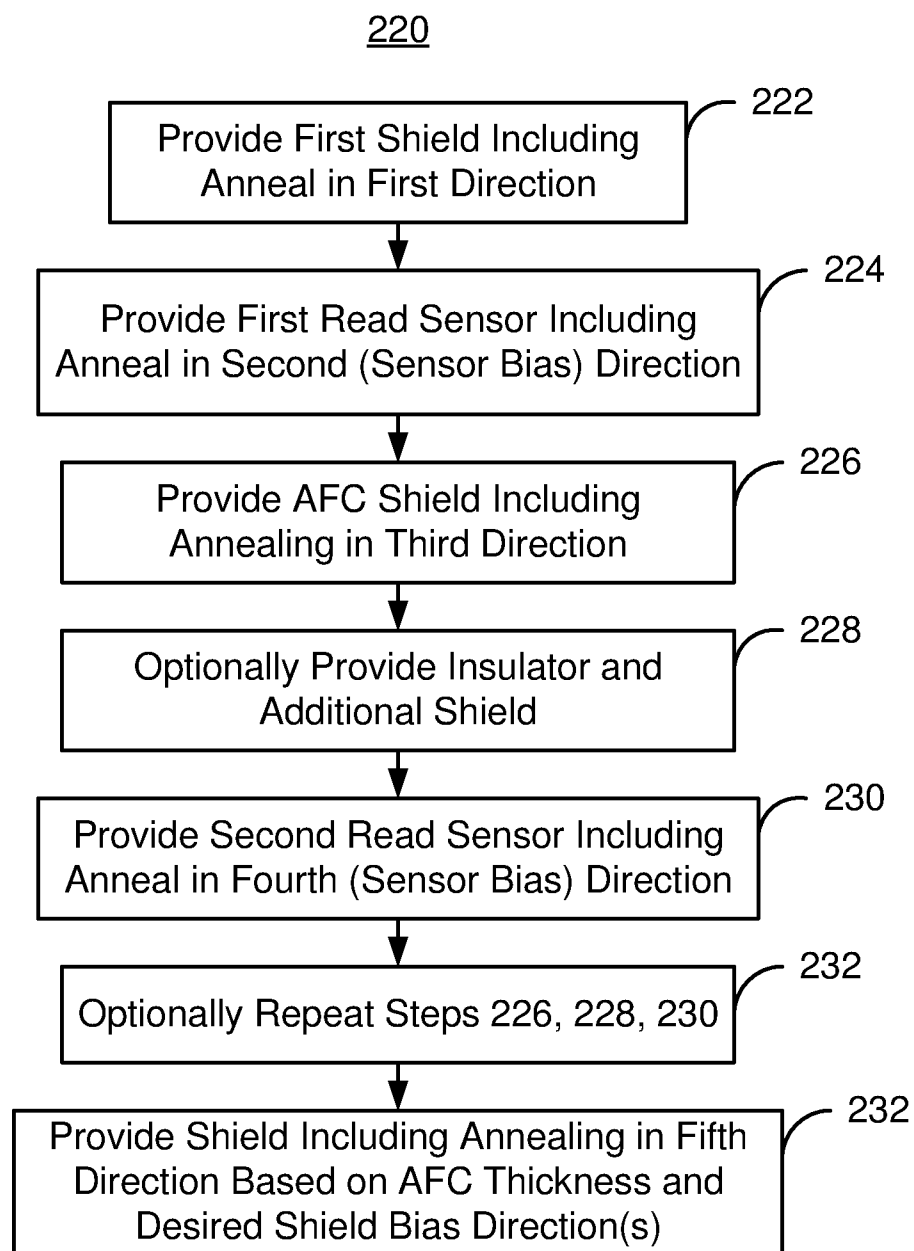 220
222
Provide First Shield Including
Anneal in First Direction
224
Provide First Read Sensor Including
Anneal in Second (Sensor Bias) Direction
226
Provide AFC Shield Including
Annealing in Third Direction
228
Optionally Provide Insulator and
Additional Shield
230
Provide Second Read Sensor Including
Anneal in Fourth (Sensor Bias) Direction
232
Optionally Repeat Steps 226, 228, 230
232
Provide Shield Including Annealing in Fifth
Direction Based on AFC Thickness and
Desired Shield Bias Direction(s)